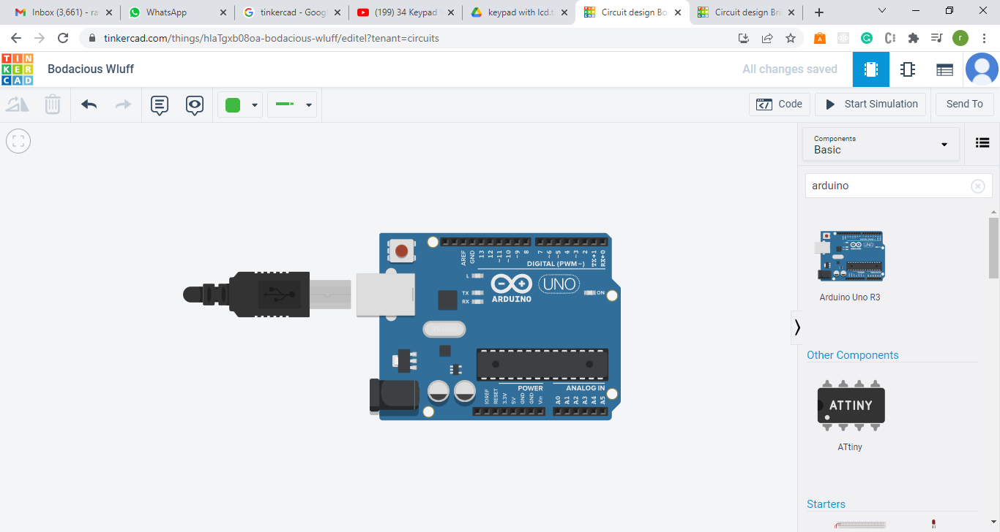 Inbox (3,661) - ra
WhatsApp
tinkercad - Goog
(199) 34 Keypad
keypad with lcd.t
Circuit design Bo
Circuit design Bri
tinkercad.com/things/hlaTgxb08oa-bodacious-wluff/editel?tenant=circuits
r
TIN
KER
CAD
Bodacious Wluff
All changes saved
Code
Start Simulation
Send To
Components
Basic
arduino
Arduino Uno R3
Other Components
ATTINY
ATtiny
Starters
AREF
GND
13
12
~11
~10
~9
8
7
~6
~5
4
~3
2
TX→1
RX←0
DIGITAL (PWM~)
L
TX
RX
ARDUINO
UNO
ON
POWER
ANALOG IN
IOREF
RESET
3.3V
5V
GND
GND
Vin
A0
A1
A2
A3
A4
A5